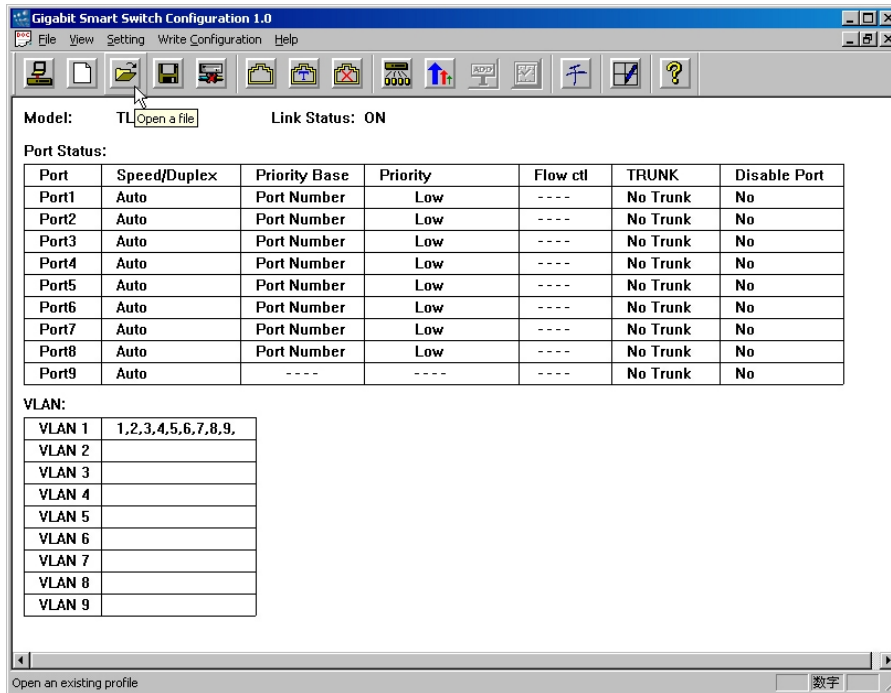 Gigabit Smart Switch Configuration 1.0
File View Setting Write Configuration Help
T ADD 千 ?
Model: TL Open a file Link Status: ON
Port Status:
Port Speed/Duplex Priority Base Priority Flow ctl TRUNK Disable Port
Port1 Auto Port Number Low ---- No Trunk No
Port2 Auto Port Number Low ---- No Trunk No
Port3 Auto Port Number Low ---- No Trunk No
Port4 Auto Port Number Low ---- No Trunk No
Port5 Auto Port Number Low ---- No Trunk No
Port6 Auto Port Number Low ---- No Trunk No
Port7 Auto Port Number Low ---- No Trunk No
Port8 Auto Port Number Low ---- No Trunk No
Port9 Auto ---- ---- ---- No Trunk No
VLAN:
VLAN 1 1,2,3,4,5,6,7,8,9,
VLAN 2
VLAN 3
VLAN 4
VLAN 5
VLAN 6
VLAN 7
VLAN 8
VLAN 9
Open an existing profile 数字